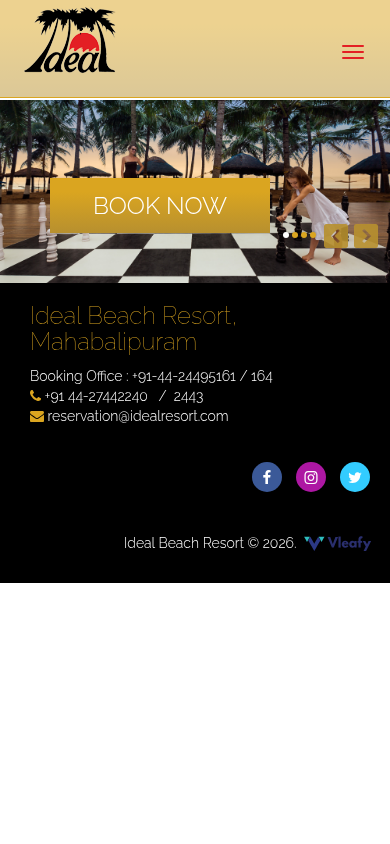 Ideal
BOOK NOW
Ideal Beach Resort,
Mahabalipuram
Booking Office : +91-44-24495161 / 164
+91 44-27442240 / 2443
reservation@idealresort.com
Ideal Beach Resort © 2026. Vleafy